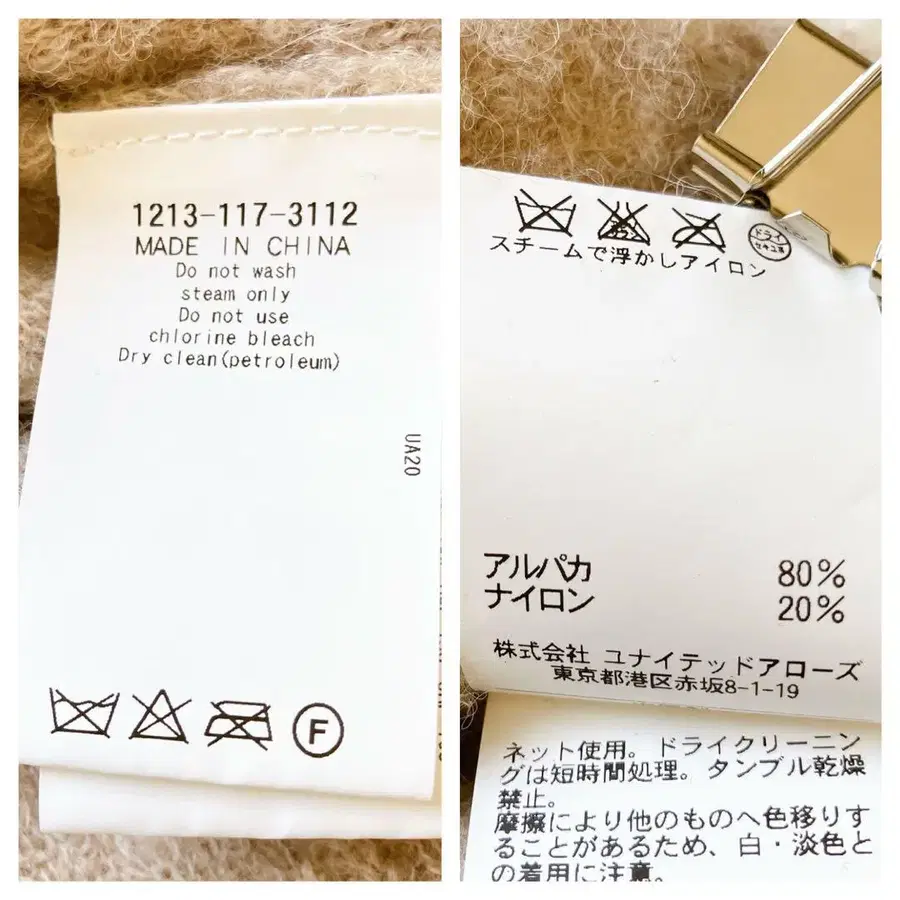 1213-117-3112
MADE IN CHINA
Do not wash
steam only
Do not use
chlorine bleach
Dry clean(petroleum)
UA20
F
ドライ
セキユ系
スチームで浮かしアイロン
アルパカ 80%
ナイロン 20%
株式会社 ユナイテッドアローズ
東京都港区赤坂8-1-19
ネット使用。ドライクリーニン
グは短時間処理。タンブル乾燥
禁止。
摩擦により他のものへ色移りす
ることがあるため、白・淡色と
の着用に注意。